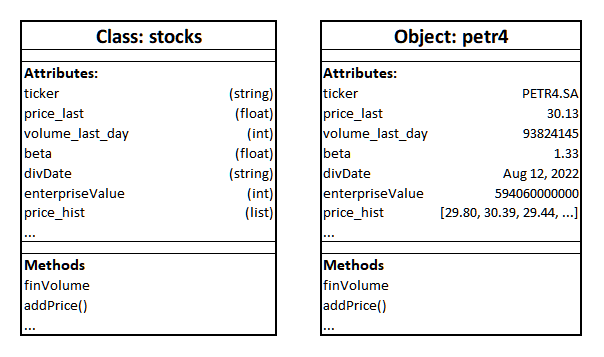 Class: stocks
Attributes:
ticker (string)
price_last (float)
volume_last_day (int)
beta (float)
divDate (string)
enterpriseValue (int)
price_hist (list)
...
Methods
finVolume
addPrice()
...
Object: petr4
Attributes:
ticker PETR4.SA
price_last 30.13
volume_last_day 93824145
beta 1.33
divDate Aug 12, 2022
enterpriseValue 594060000000
price_hist [29.80, 30.39, 29.44, ...]
...
Methods
finVolume
addPrice()
...